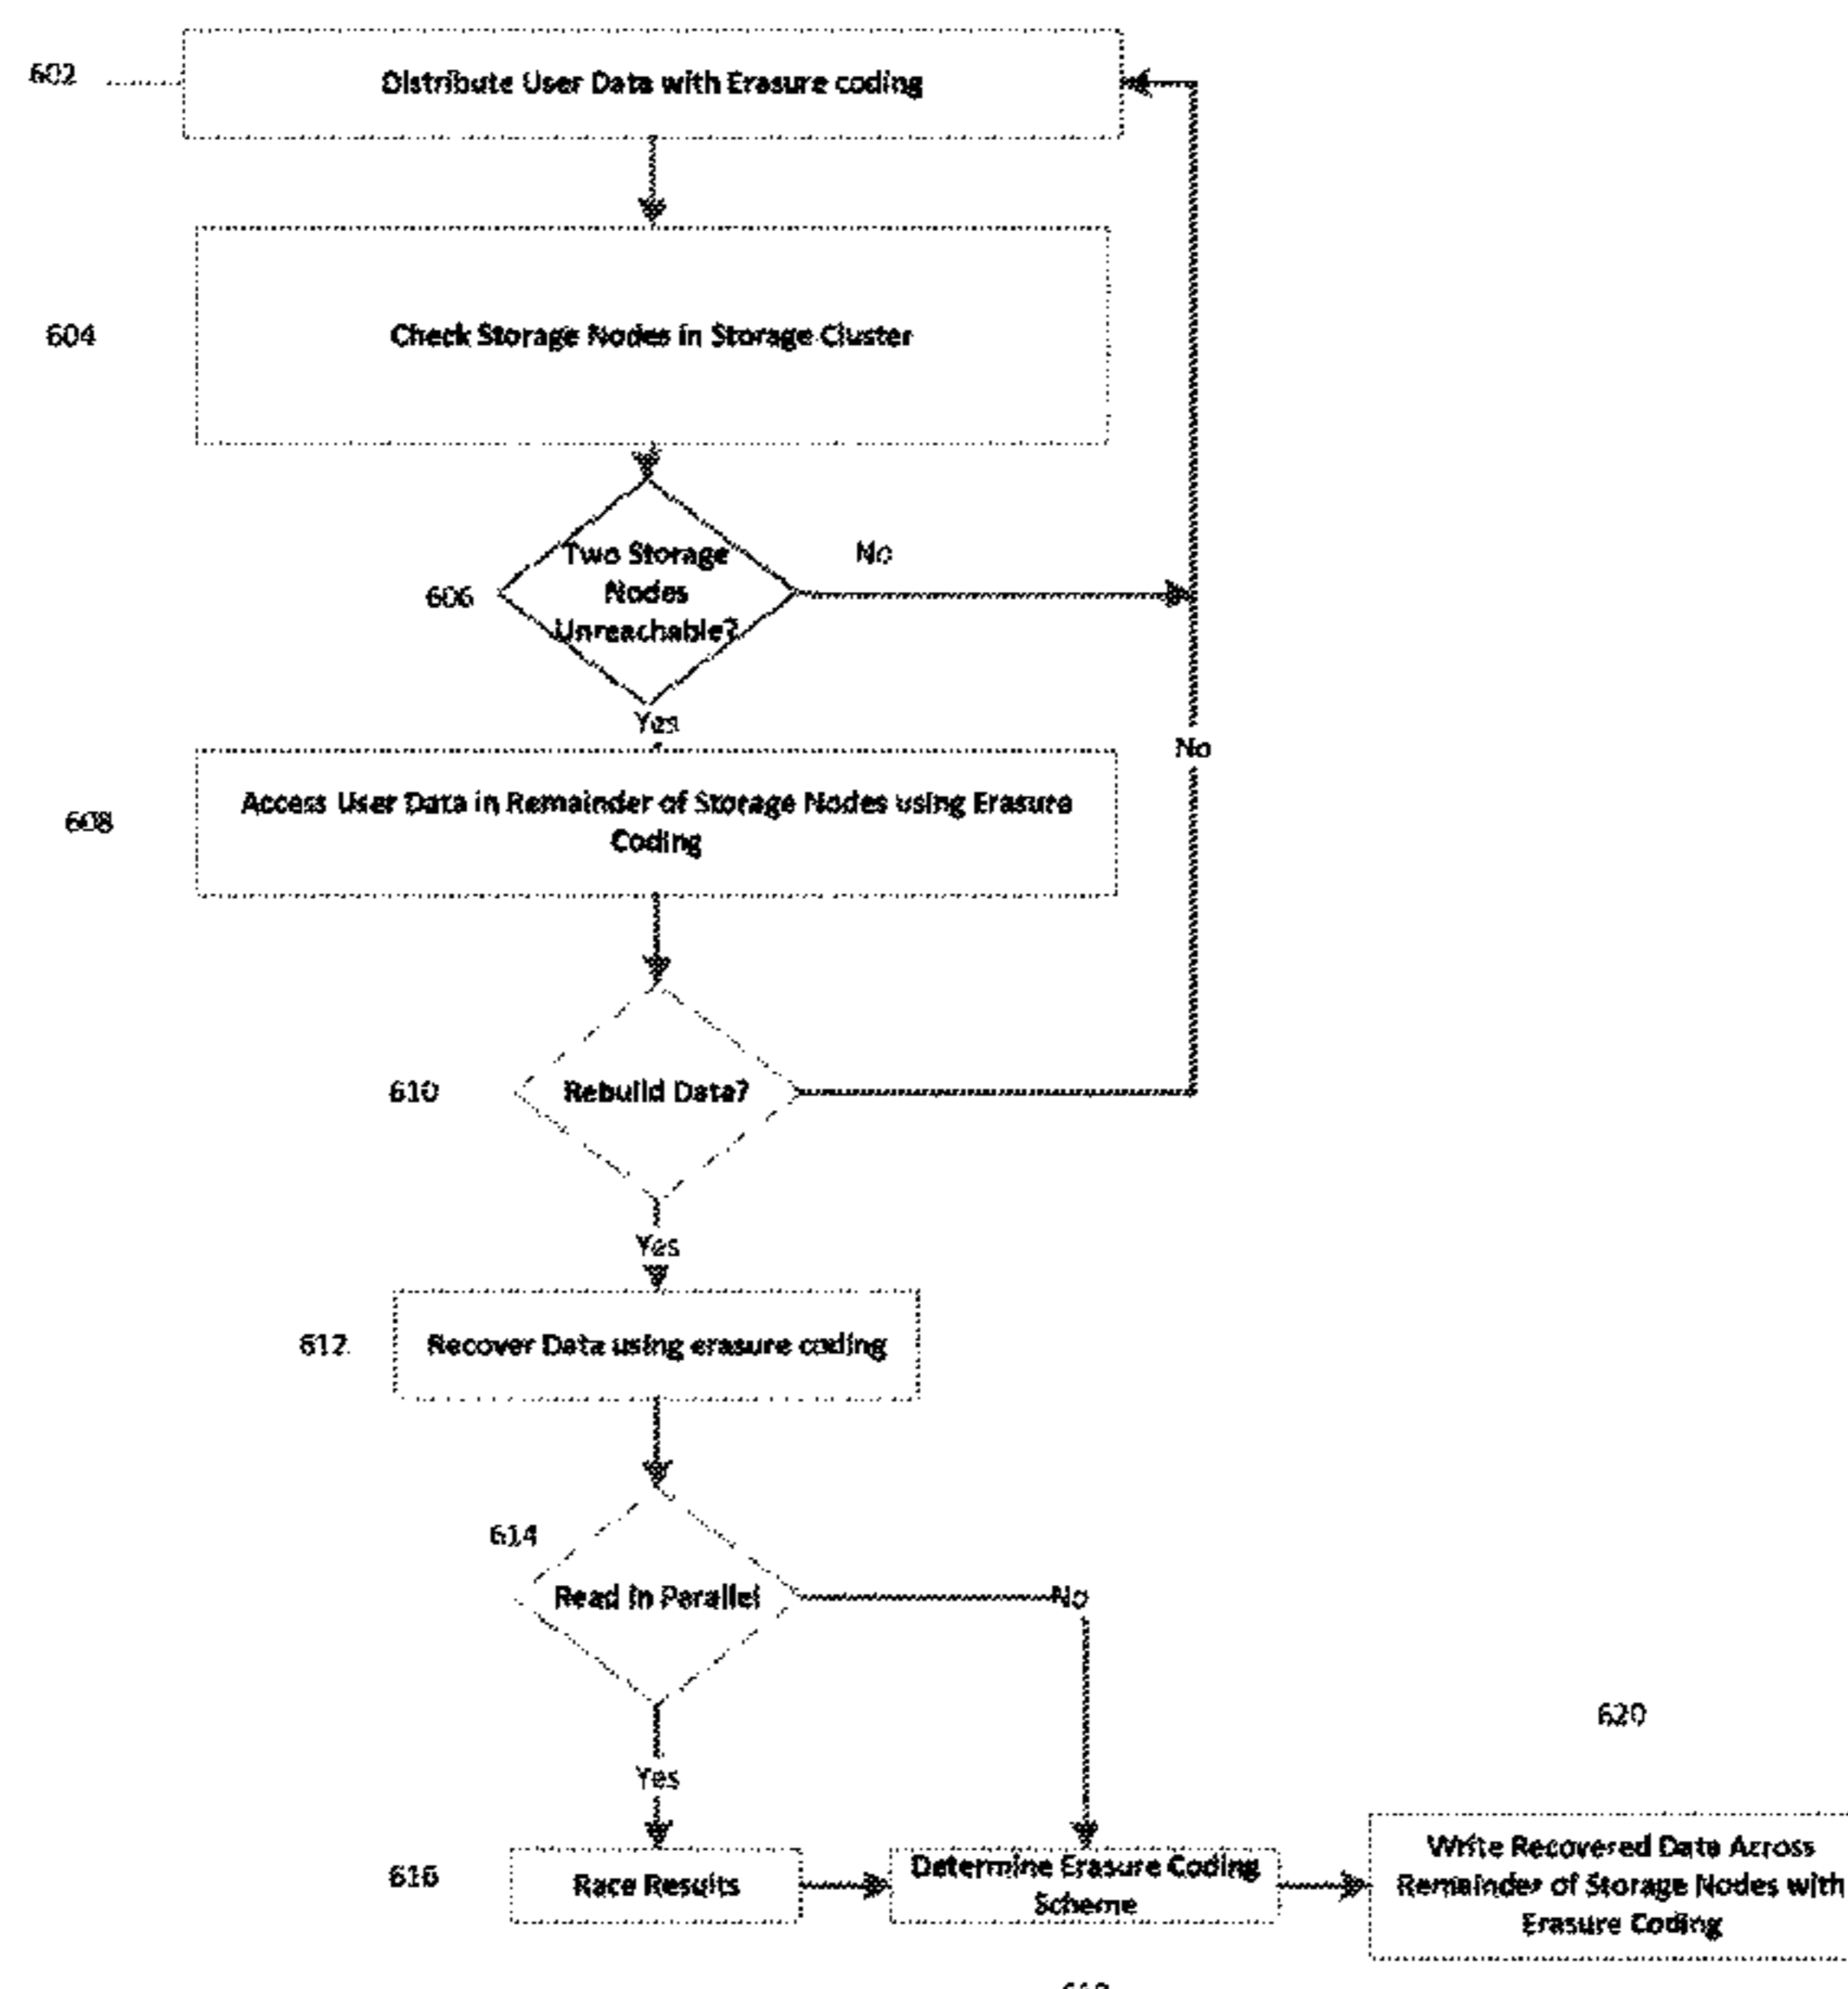 602
Distribute User Data with Erasure coding
604
Check Storage Nodes in Storage Cluster
606
Two Storage
Nodes
Unreachable?
No
Yes
No
608
Access User Data in Remainder of Storage Nodes using Erasure
Coding
610
Rebuild Data?
Yes
612
Recover Data using erasure coding
614
Read in Parallel
No
Yes
620
616
Race Results
Determine Erasure Coding
Scheme
Write Recovered Data Across
Remainder of Storage Nodes with
Erasure Coding